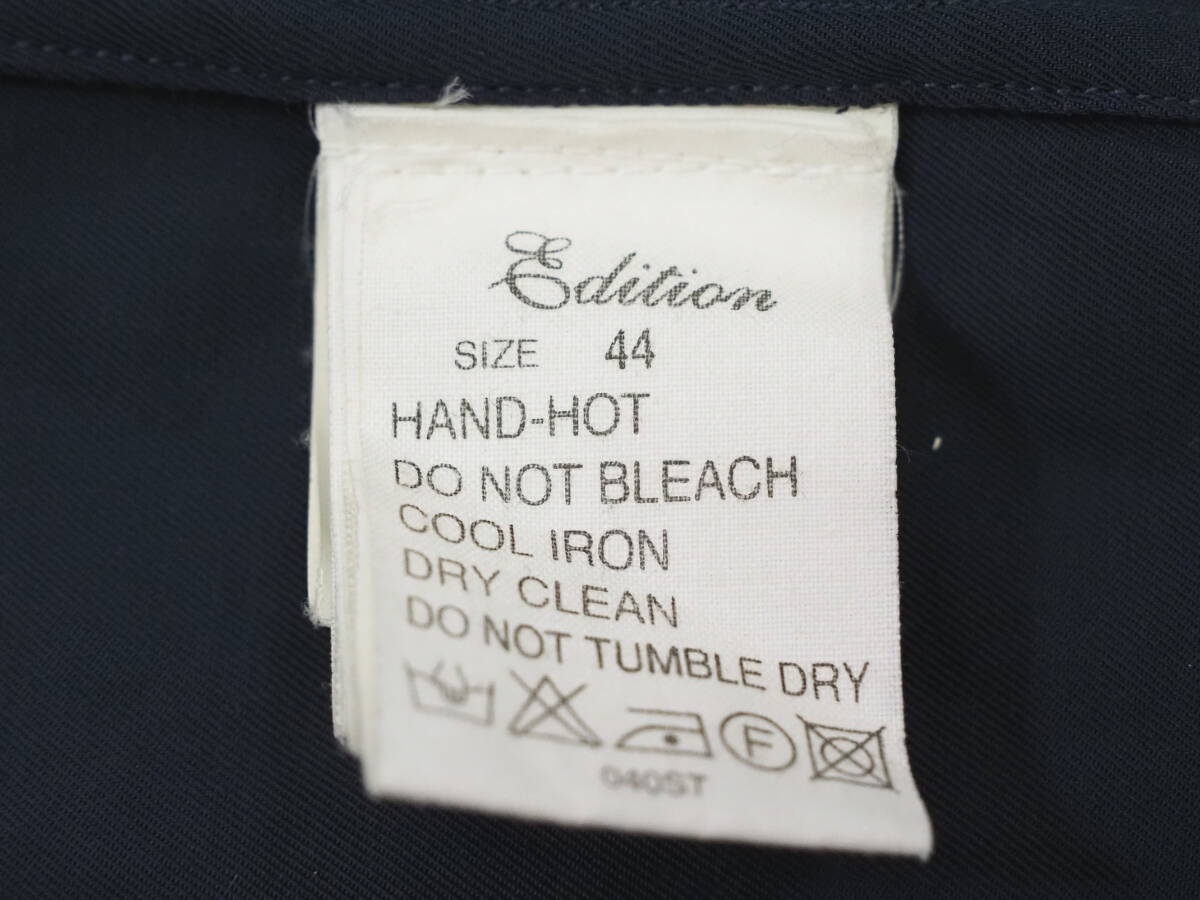 Edition
SIZE 44
HAND-HOT
DO NOT BLEACH
COOL IRON
DRY CLEAN
DO NOT TUMBLE DRY
F
040ST